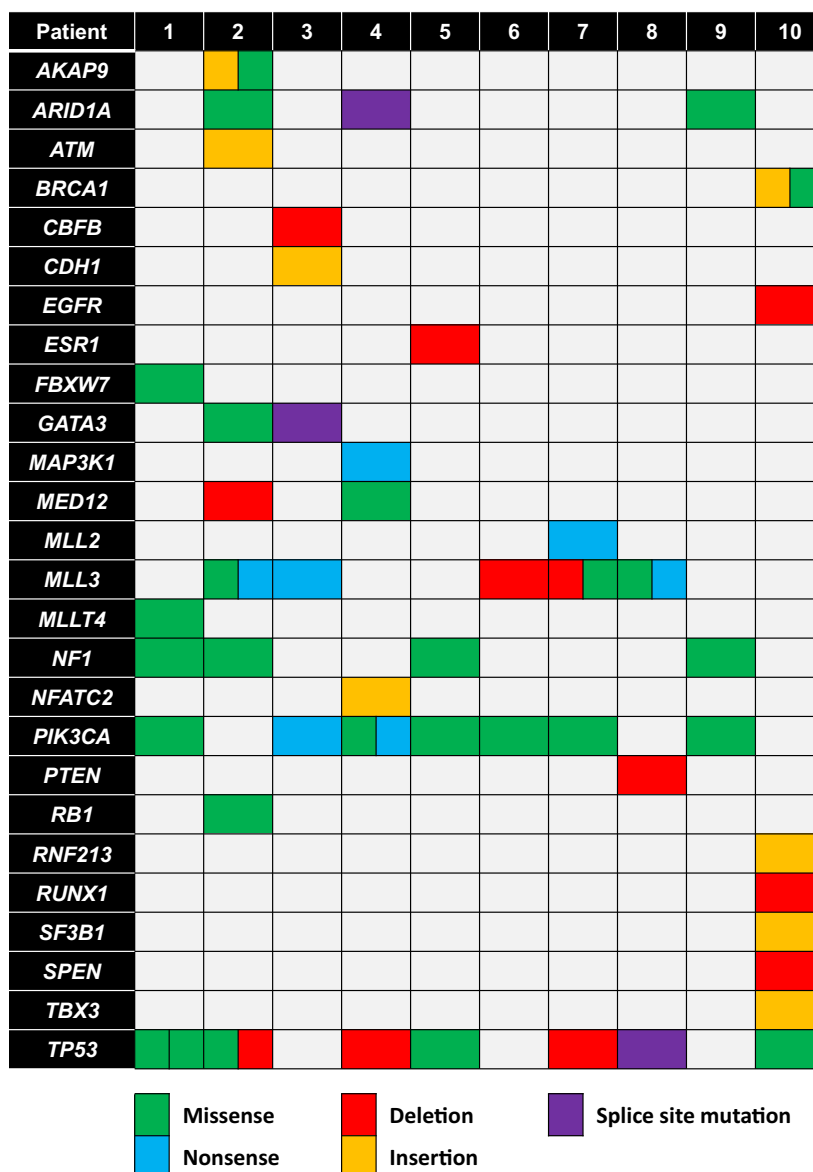 Patient 1 2 3 4 5 6 7 8 9 10
AKAP9
ARID1A
ATM
BRCA1
CBFB
CDH1
EGFR
ESR1
FBXW7
GATA3
MAP3K1
MED12
MLL2
MLL3
MLLT4
NF1
NFATC2
PIK3CA
PTEN
RB1
RNF213
RUNX1
SF3B1
SPEN
TBX3
TP53
Missense Deletion Splice site mutation
Nonsense Insertion